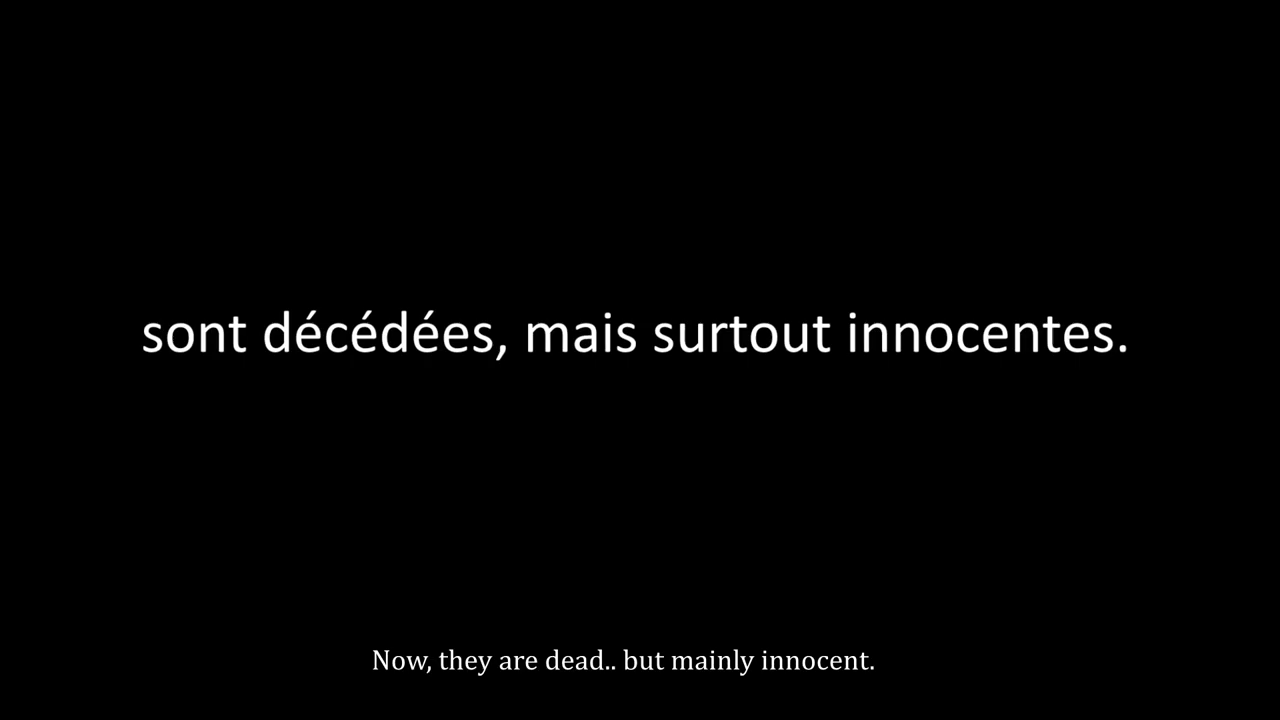 sont décédées, mais surtout innocentes.
Now, they are dead.. but mainly innocent.